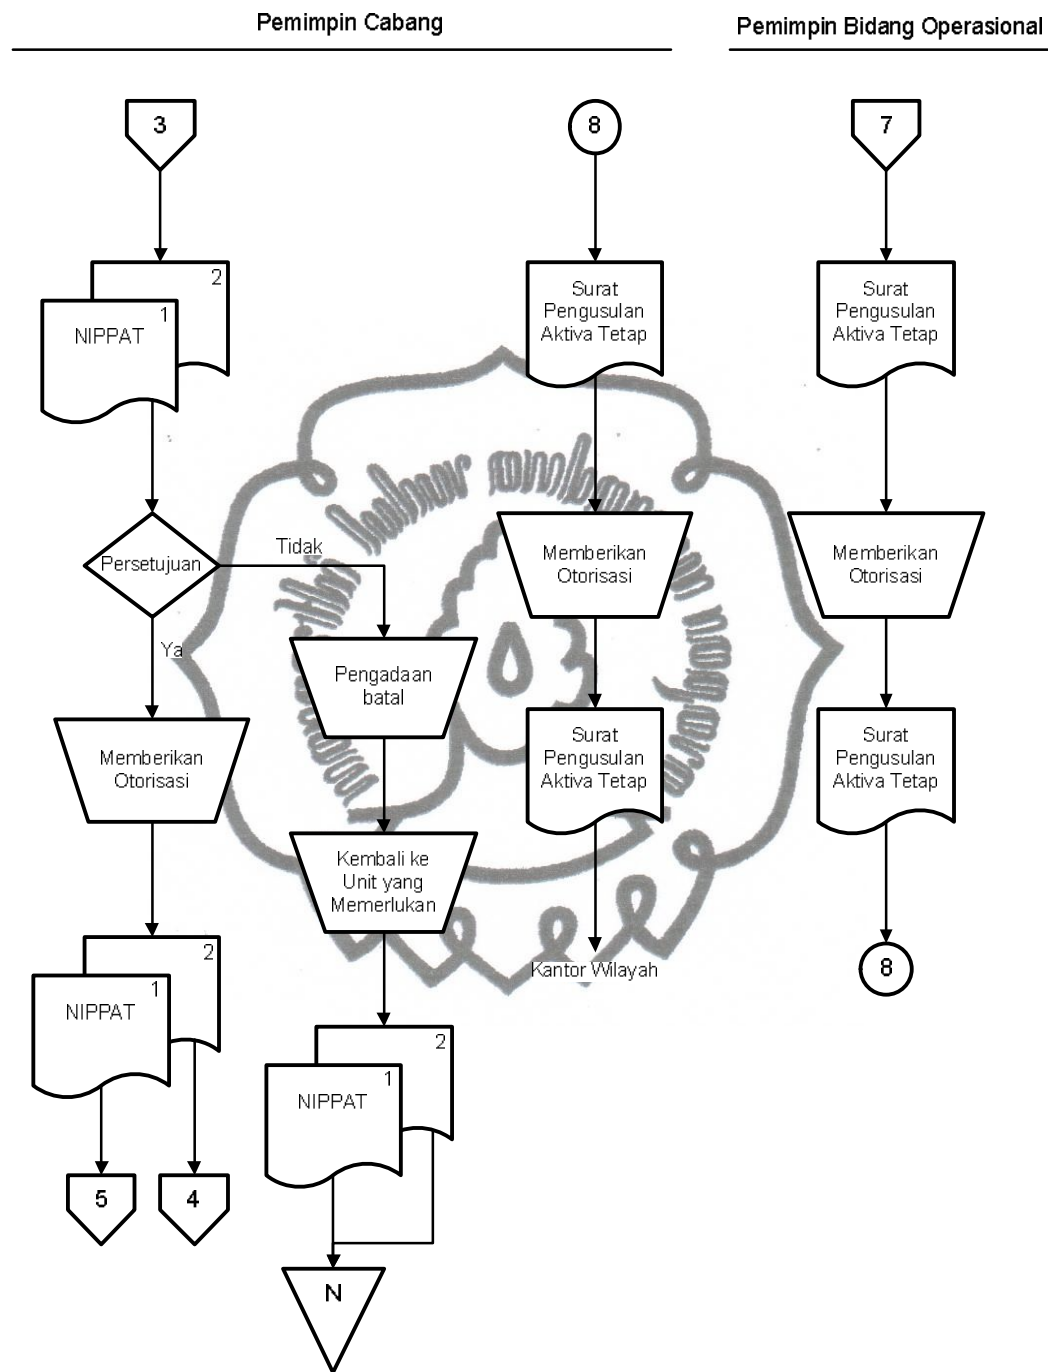 Pemimpin Cabang
Pemimpin Bidang Operasional
3
8
7
2
1
NIPPAT
Surat
Pengusulan
Aktiva Tetap
Surat
Pengusulan
Aktiva Tetap
Persetujuan
Tidak
Ya
Memberikan
Otorisasi
Memberikan
Otorisasi
Pengadaan
batal
Memberikan
Otorisasi
Surat
Pengusulan
Aktiva Tetap
Surat
Pengusulan
Aktiva Tetap
Kembali ke
Unit yang
Memerlukan
Kantor Wilayah
8
2
1
NIPPAT
2
1
NIPPAT
5
4
N